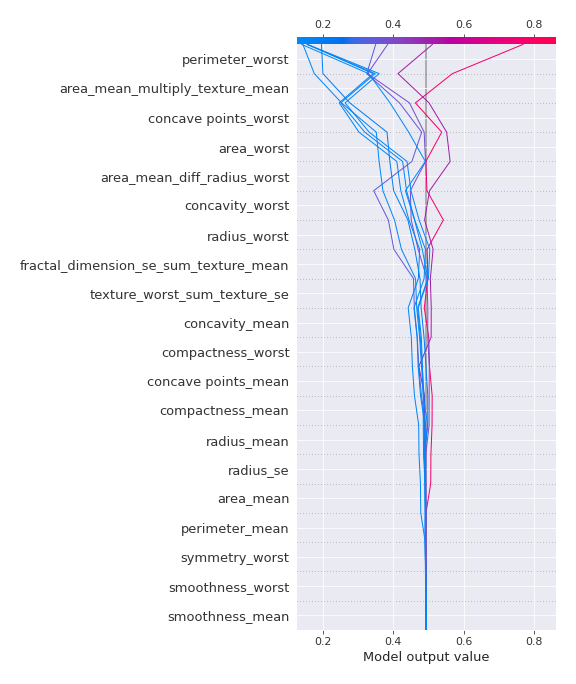 0.2 0.4 0.6 0.8
perimeter_worst
area_mean_multiply_texture_mean
concave points_worst
area_worst
area_mean_diff_radius_worst
concavity_worst
radius_worst
fractal_dimension_se_sum_texture_mean
texture_worst_sum_texture_se
concavity_mean
compactness_worst
concave points_mean
compactness_mean
radius_mean
radius_se
area_mean
perimeter_mean
symmetry_worst
smoothness_worst
smoothness_mean
0.2 0.4 0.6 0.8
Model output value